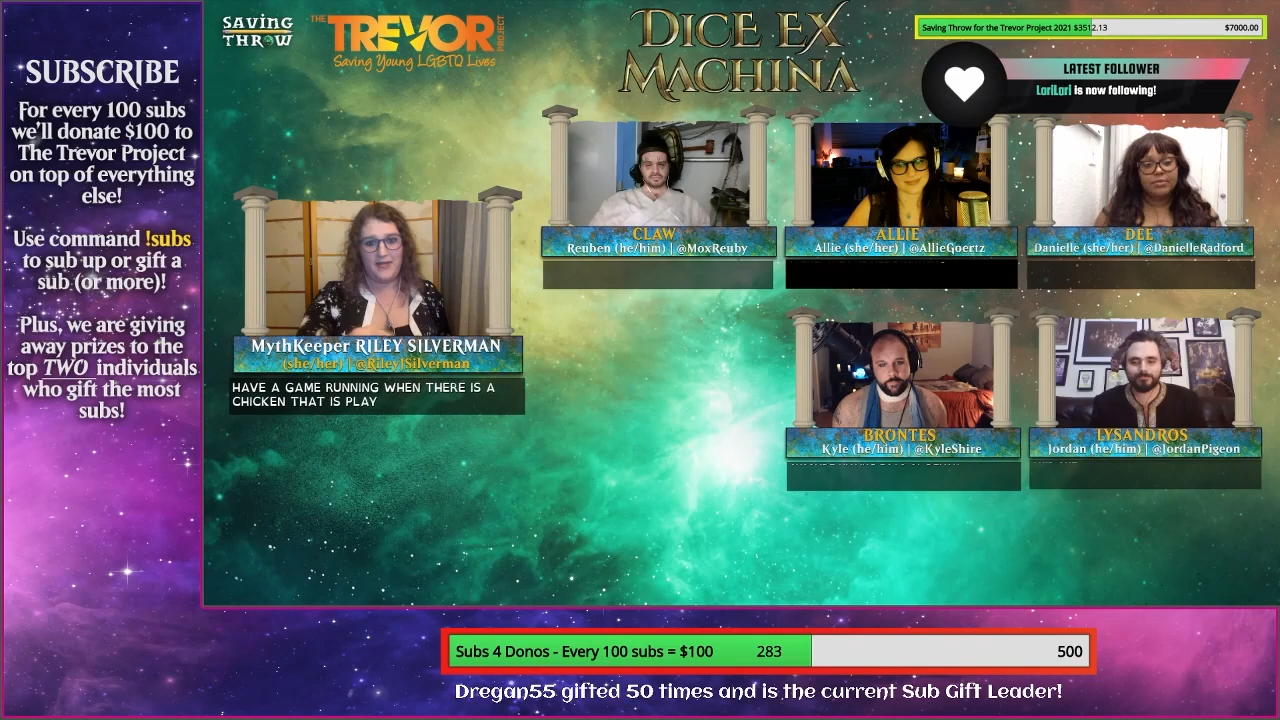 SUBSCRIBE
For every 100 subs
we'll donate $100 to
The Trevor Project
on top of everything
else!
Use command !subs
to sub up or gift a
sub (or more)!
Plus, we are giving
away prizes to the
top TWO individuals
who gift the most
subs!
SAVING
THROW
THE TREVOR PROJECT
Saving Young LGBTQ Lives
DICE EX
MACHINA
Saving Throw for the Trevor Project 2021 $3512.13 $7000.00
LATEST FOLLOWER
LoriLori is now following!
MythKeeper RILEY SILVERMAN
(she/her) | @RileyJSilverman
HAVE A GAME RUNNING WHEN THERE IS A
CHICKEN THAT IS PLAY
CLAW
Reuben (he/him) | @MoxReuby
ALLIE
Allie (she/her) | @AllieGoertz
DEE
Danielle (she/her) | @DanielleRadford
BRONTES
Kyle (he/him) | @KyleShire
LYSANDROS
Jordan (he/him) | @JordanPigeon
Subs 4 Donos - Every 100 subs = $100 283 500
Dregan55 gifted 50 times and is the current Sub Gift Leader!